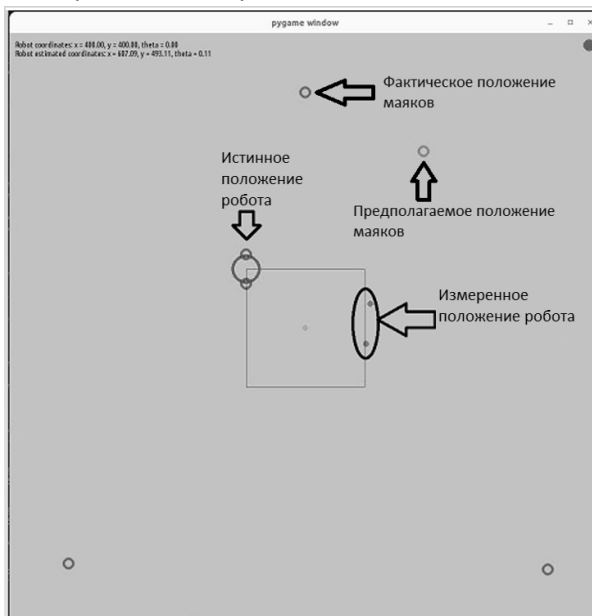 pygame window
Robot coordinates: x = 400.00, y = 400.00, theta = 0.00
Robot estimated coordinates: x = 607.09, y = 493.11, theta = 0.11
Фактическое положение
маяков
Истинное
положение
робота
Предполагаемое положение
маяков
Измеренное
положение робота